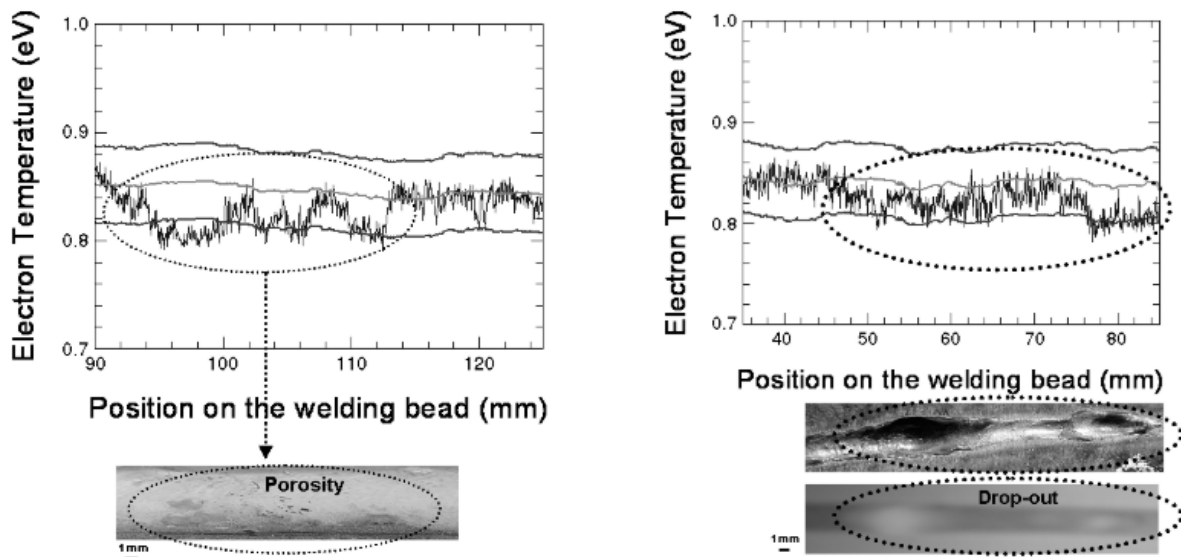 Electron Temperature (eV)
1.0
0.9
0.8
0.7
90
100
110
120
Position on the welding bead (mm)
Porosity
1mm
Electron Temperature (eV)
1.0
0.9
0.8
0.7
40
50
60
70
80
Position on the welding bead (mm)
Drop-out
1mm